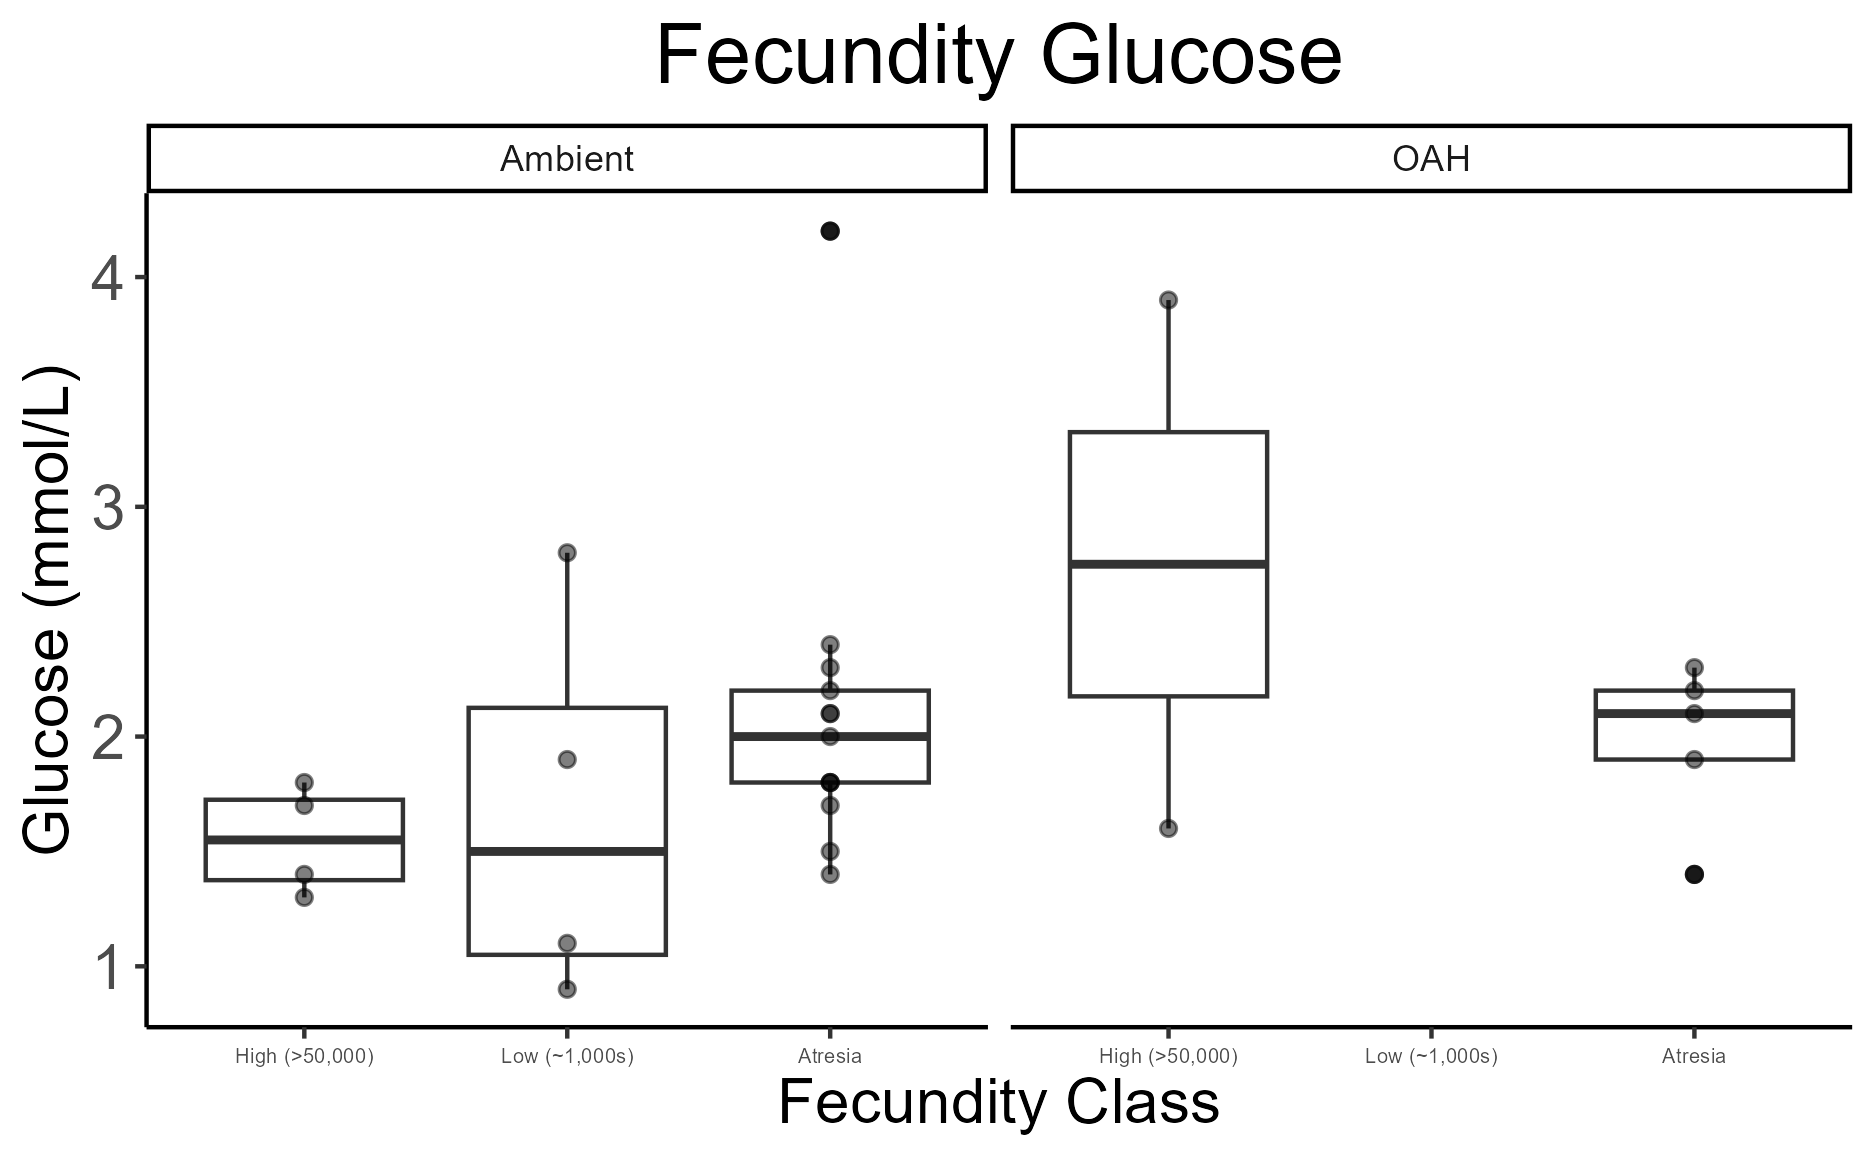 Fecundity Glucose
Ambient
OAH
Glucose (mmol/L)
4
3
2
1
High (>50,000)
Low (~1,000s)
Atresia
High (>50,000)
Low (~1,000s)
Atresia
Fecundity Class